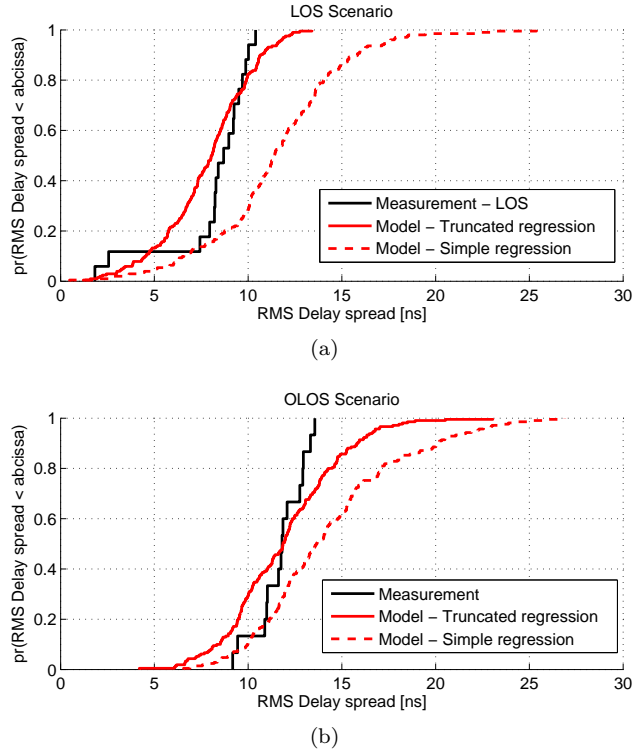 LOS Scenario
1
0.8
0.6
0.4
0.2
0
pr(RMS Delay spread < abcissa)
Measurement – LOS
Model – Truncated regression
Model – Simple regression
0 5 10 15 20 25 30
RMS Delay spread [ns]
(a)
OLOS Scenario
1
0.8
0.6
0.4
0.2
0
pr(RMS Delay spread < abcissa)
Measurement
Model – Truncated regression
Model – Simple regression
0 5 10 15 20 25 30
RMS Delay spread [ns]
(b)